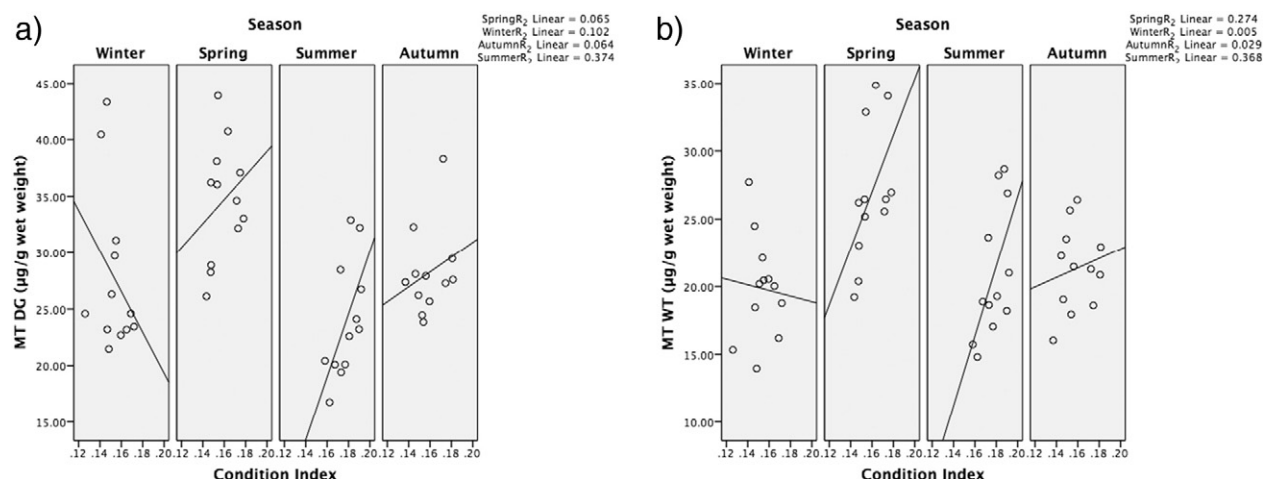 a)
Season
Winter Spring Summer Autumn
SpringR2 Linear = 0.065
WinterR2 Linear = 0.102
AutumnR2 Linear = 0.064
SummerR2 Linear = 0.374
MT DG (µg/g wet weight)
45.00
40.00
35.00
30.00
25.00
20.00
15.00
.12 .14 .16 .18 .20 .12 .14 .16 .18 .20 .12 .14 .16 .18 .20 .12 .14 .16 .18 .20
Condition Index
b)
Season
Winter Spring Summer Autumn
SpringR2 Linear = 0.274
WinterR2 Linear = 0.005
AutumnR2 Linear = 0.029
SummerR2 Linear = 0.368
MT WT (µg/g wet weight)
35.00
30.00
25.00
20.00
15.00
10.00
.12 .14 .16 .18 .20 .12 .14 .16 .18 .20 .12 .14 .16 .18 .20 .12 .14 .16 .18 .20
Condition Index